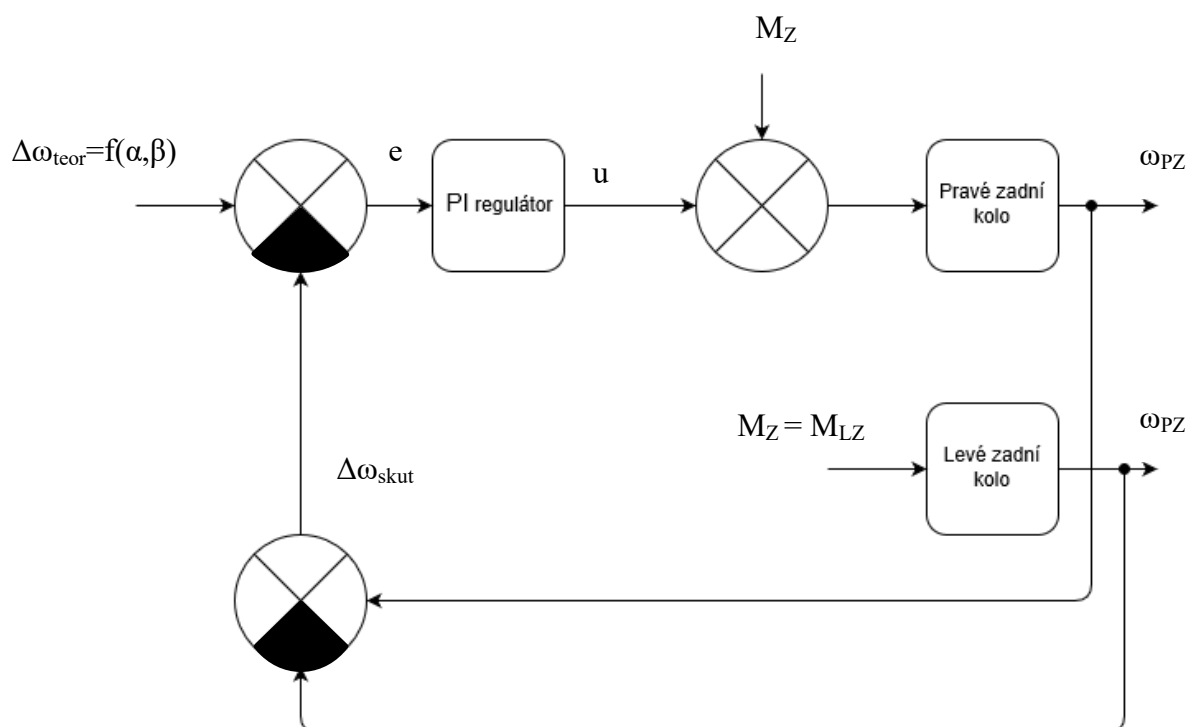 M_Z
Δω_teor=f(α,β)
e
PI regulátor
u
Pravé zadní
kolo
ω_PZ
M_Z = M_LZ
Levé zadní
kolo
ω_PZ
Δω_skut